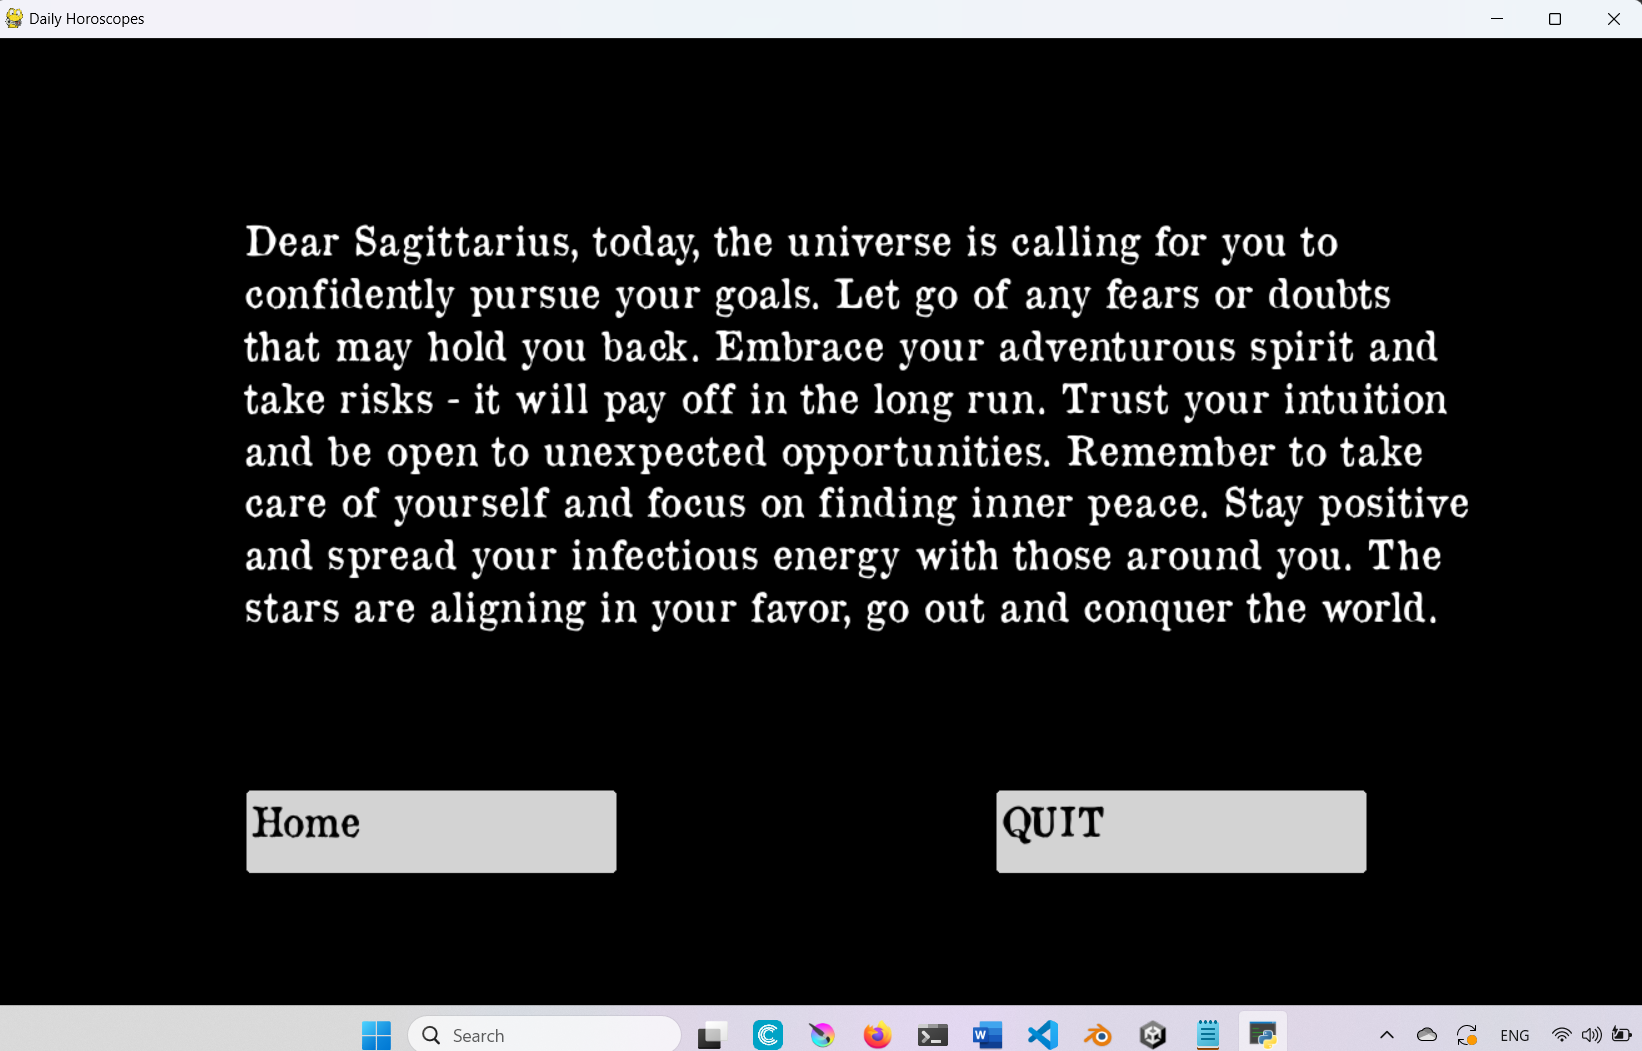 Daily Horoscopes
Dear Sagittarius, today, the universe is calling for you to
confidently pursue your goals. Let go of any fears or doubts
that may hold you back. Embrace your adventurous spirit and
take risks - it will pay off in the long run. Trust your intuition
and be open to unexpected opportunities. Remember to take
care of yourself and focus on finding inner peace. Stay positive
and spread your infectious energy with those around you. The
stars are aligning in your favor, go out and conquer the world.
Home
QUIT
Search
ENG